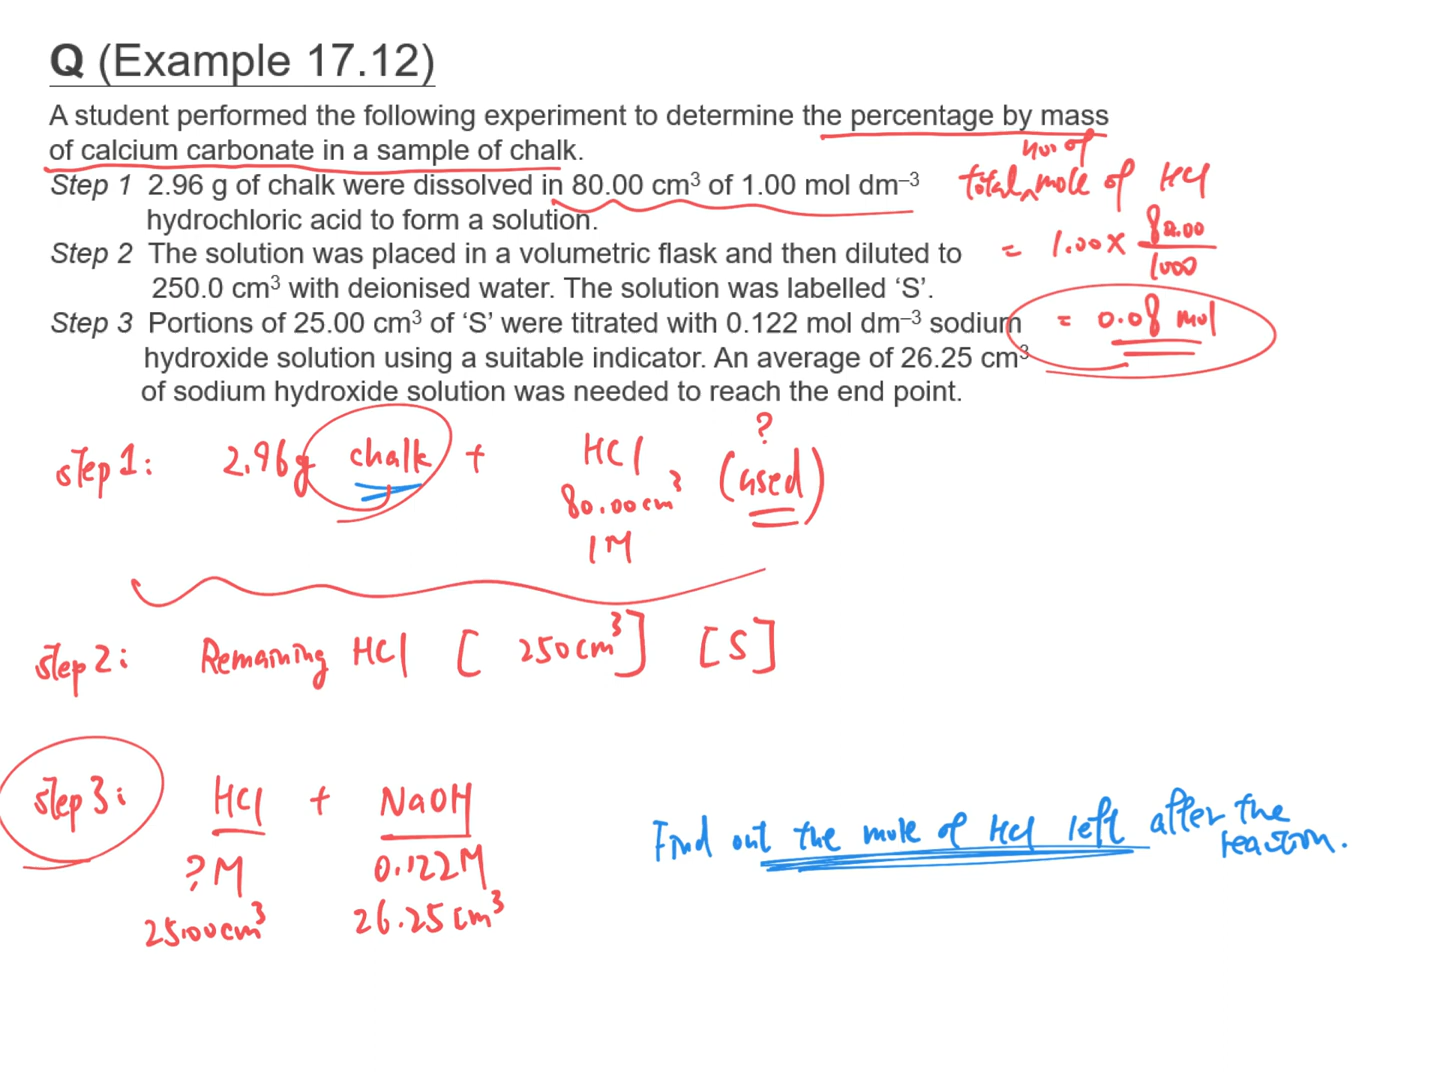 Q (Example 17.12)
A student performed the following experiment to determine the percentage by mass
of calcium carbonate in a sample of chalk.
Step 1 2.96 g of chalk were dissolved in 80.00 cm³ of 1.00 mol dm⁻³
hydrochloric acid to form a solution.
Step 2 The solution was placed in a volumetric flask and then diluted to
250.0 cm³ with deionised water. The solution was labelled ‘S’.
Step 3 Portions of 25.00 cm³ of ‘S’ were titrated with 0.122 mol dm⁻³ sodium
hydroxide solution using a suitable indicator. An average of 26.25 cm³
of sodium hydroxide solution was needed to reach the end point.
no. of
total ^ mole of HCl
= 1.00 × 80.00
1000
= 0.08 mol
step 1: 2.96g chalk + HCl (used)
?
80.00 cm³
1M
step 2: Remaining HCl [ 250cm³ ] [ S ]
step 3: HCl + NaOH
?M 0.122M
25.00cm³ 26.25cm³
Find out the mole of HCl left after the
reaction.